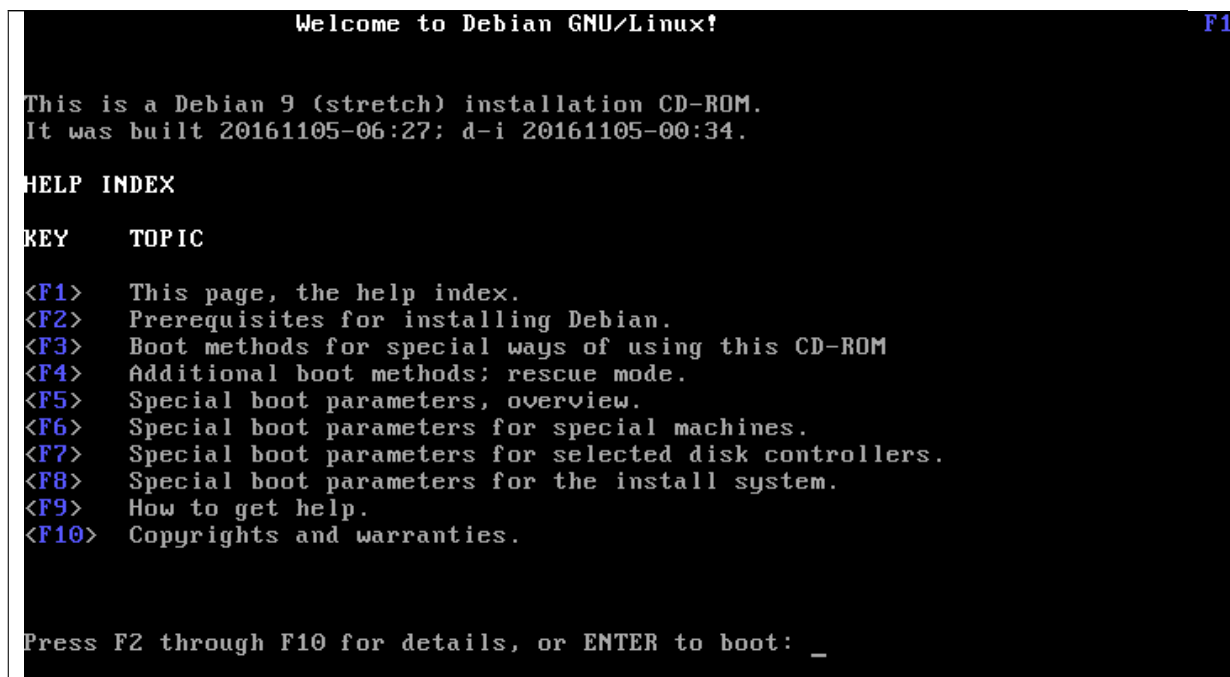 Welcome to Debian GNU/Linux! F1
This is a Debian 9 (stretch) installation CD-ROM.
It was built 20161105-06:27; d-i 20161105-00:34.
HELP INDEX
KEY TOPIC
<F1> This page, the help index.
<F2> Prerequisites for installing Debian.
<F3> Boot methods for special ways of using this CD-ROM
<F4> Additional boot methods; rescue mode.
<F5> Special boot parameters, overview.
<F6> Special boot parameters for special machines.
<F7> Special boot parameters for selected disk controllers.
<F8> Special boot parameters for the install system.
<F9> How to get help.
<F10> Copyrights and warranties.
Press F2 through F10 for details, or ENTER to boot: _